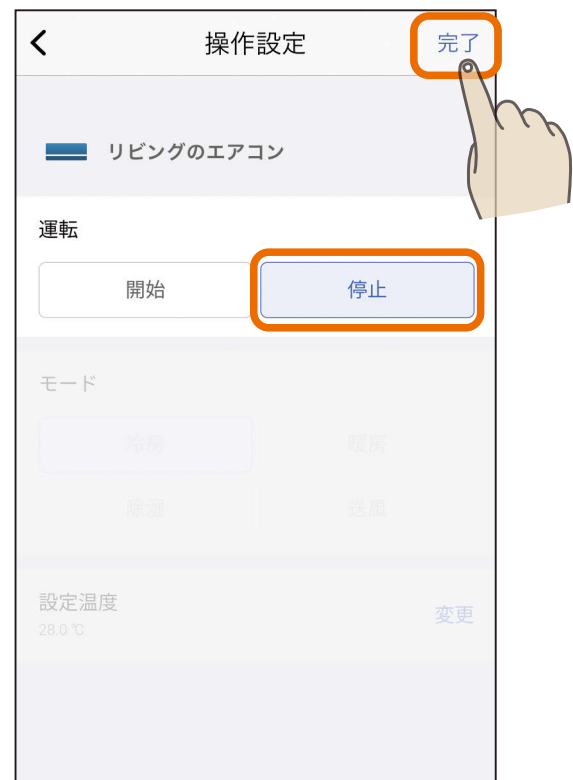 操作設定 完了
リビングのエアコン
運転
開始 停止
モード
冷房 暖房
除湿 送風
設定温度
28.0 ℃
変更